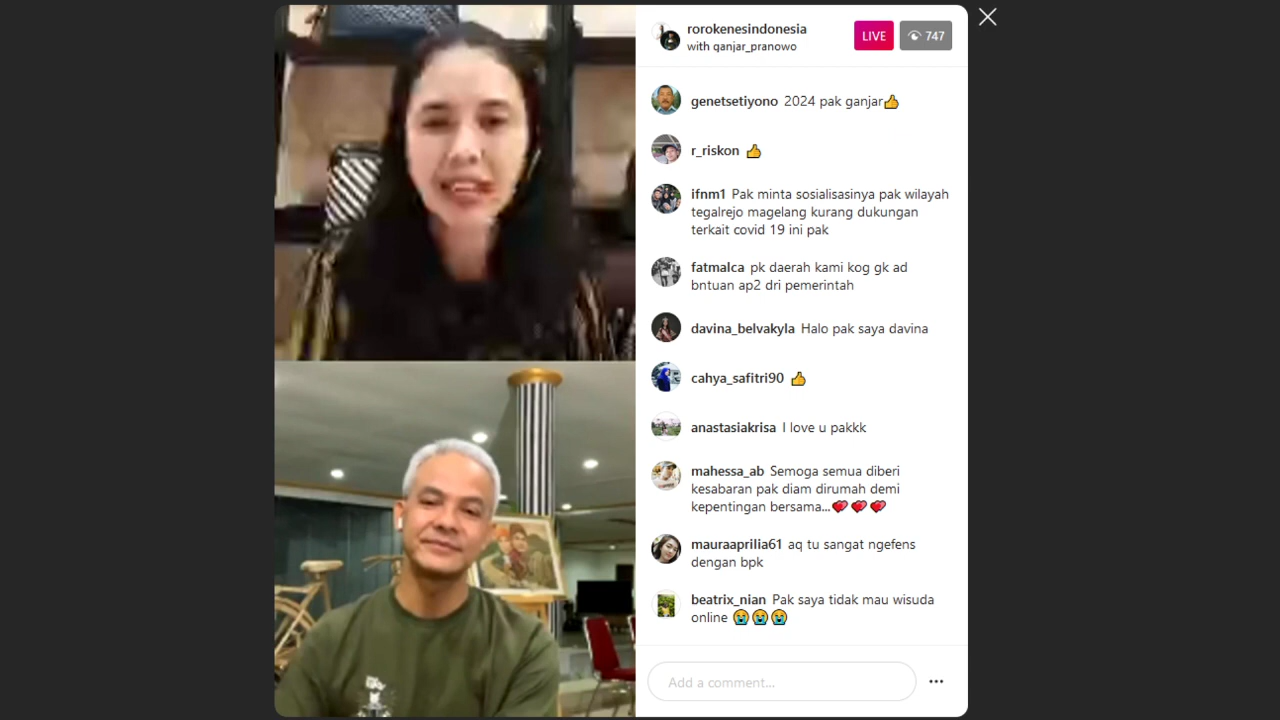 rorokenesindonesia
with ganjar_pranowo
LIVE
747
genetsetiyono 2024 pak ganjar👍
r_riskon 👍
ifnm1 Pak minta sosialisasinya pak wilayah
tegalrejo magelang kurang dukungan
terkait covid 19 ini pak
fatmalca pk daerah kami kog gk ad
bntuan ap2 dri pemerintah
davina_belvakyla Halo pak saya davina
cahya_safitri90 👍
anastasiakrisa I love u pakkk
mahessa_ab Semoga semua diberi
kesabaran pak diam dirumah demi
kepentingan bersama...💕💕💕
mauraaprilia61 aq tu sangat ngefens
dengan bpk
beatrix_nian Pak saya tidak mau wisuda
online 😭😭😭
Add a comment...